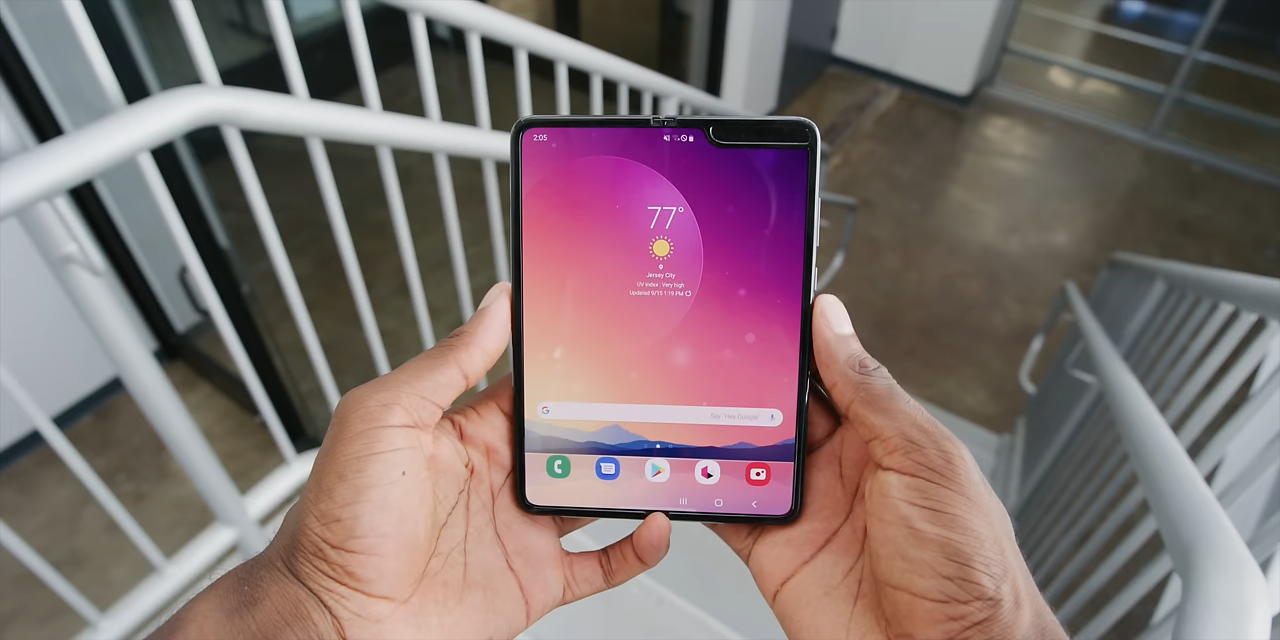 2:05
77°
Jersey City
UV index : Very high
Updated 9/15 1:19 PM
G
Say "Hey Google"